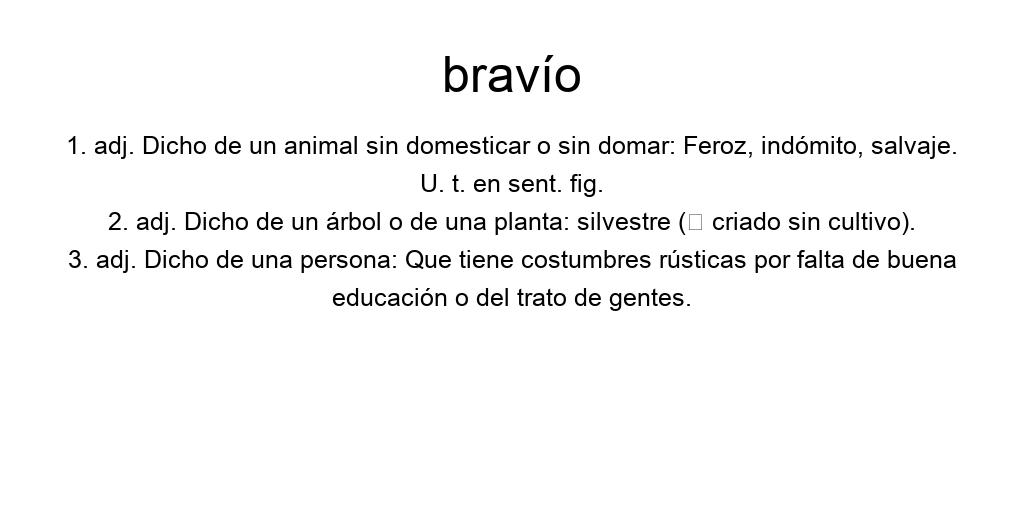 bravío
1. adj. Dicho de un animal sin domesticar o sin domar: Feroz, indómito, salvaje.
U. t. en sent. fig.
2. adj. Dicho de un árbol o de una planta: silvestre (▯ criado sin cultivo).
3. adj. Dicho de una persona: Que tiene costumbres rústicas por falta de buena
educación o del trato de gentes.